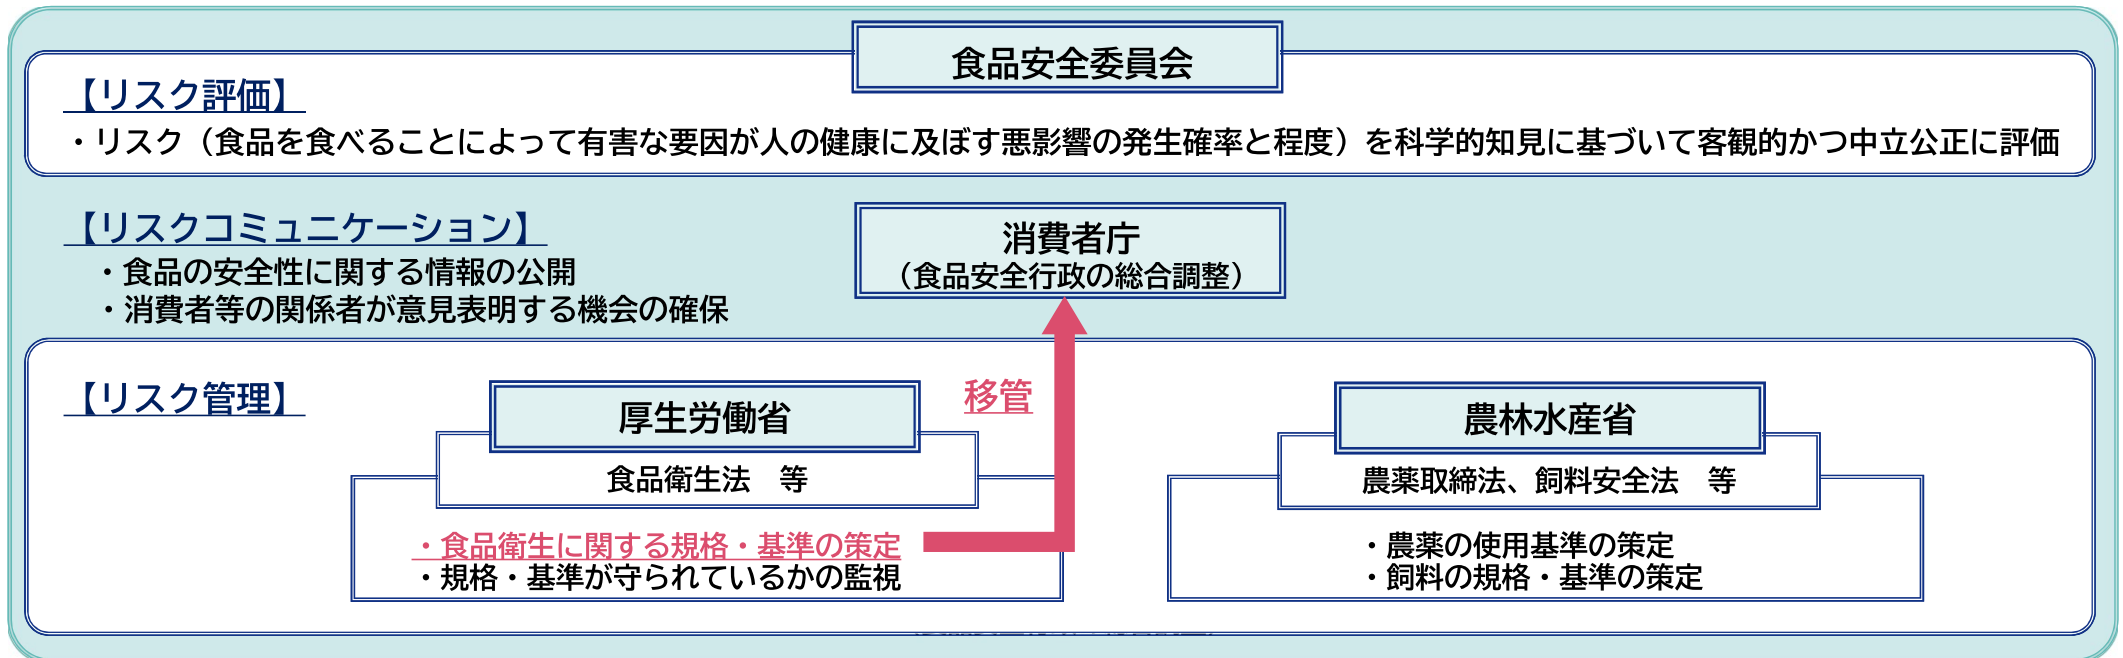 食品安全委員会
【リスク評価】
・リスク（食品を食べることによって有害な要因が人の健康に及ぼす悪影響の発生確率と程度）を科学的知見に基づいて客観的かつ中立公正に評価
【リスクコミュニケーション】
・食品の安全性に関する情報の公開
・消費者等の関係者が意見表明する機会の確保
消費者庁
（食品安全行政の総合調整）
【リスク管理】
厚生労働省
食品衛生法　等
・食品衛生に関する規格・基準の策定
・規格・基準が守られているかの監視
移管
農林水産省
農薬取締法、飼料安全法　等
・農薬の使用基準の策定
・飼料の規格・基準の策定